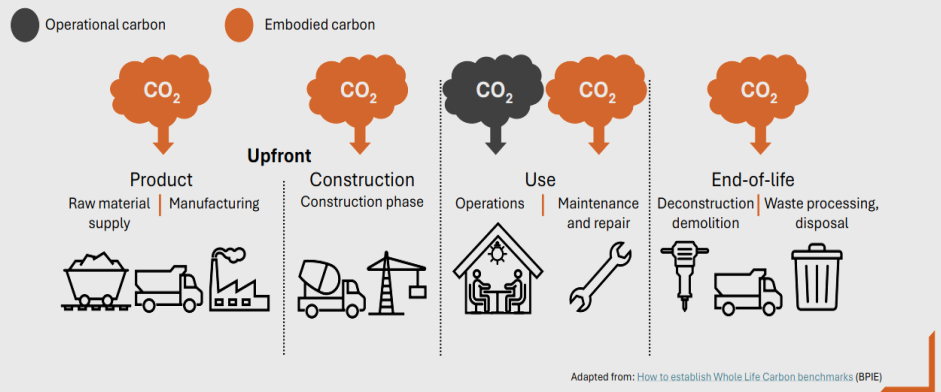 Operational carbon
Embodied carbon
CO2
CO2
CO2
CO2
CO2
Upfront
Product
Raw material supply
Manufacturing
Construction
Construction phase
Use
Operations
Maintenance and repair
End-of-life
Deconstruction demolition
Waste processing, disposal
Adapted from: How to establish Whole Life Carbon benchmarks (BPIE)